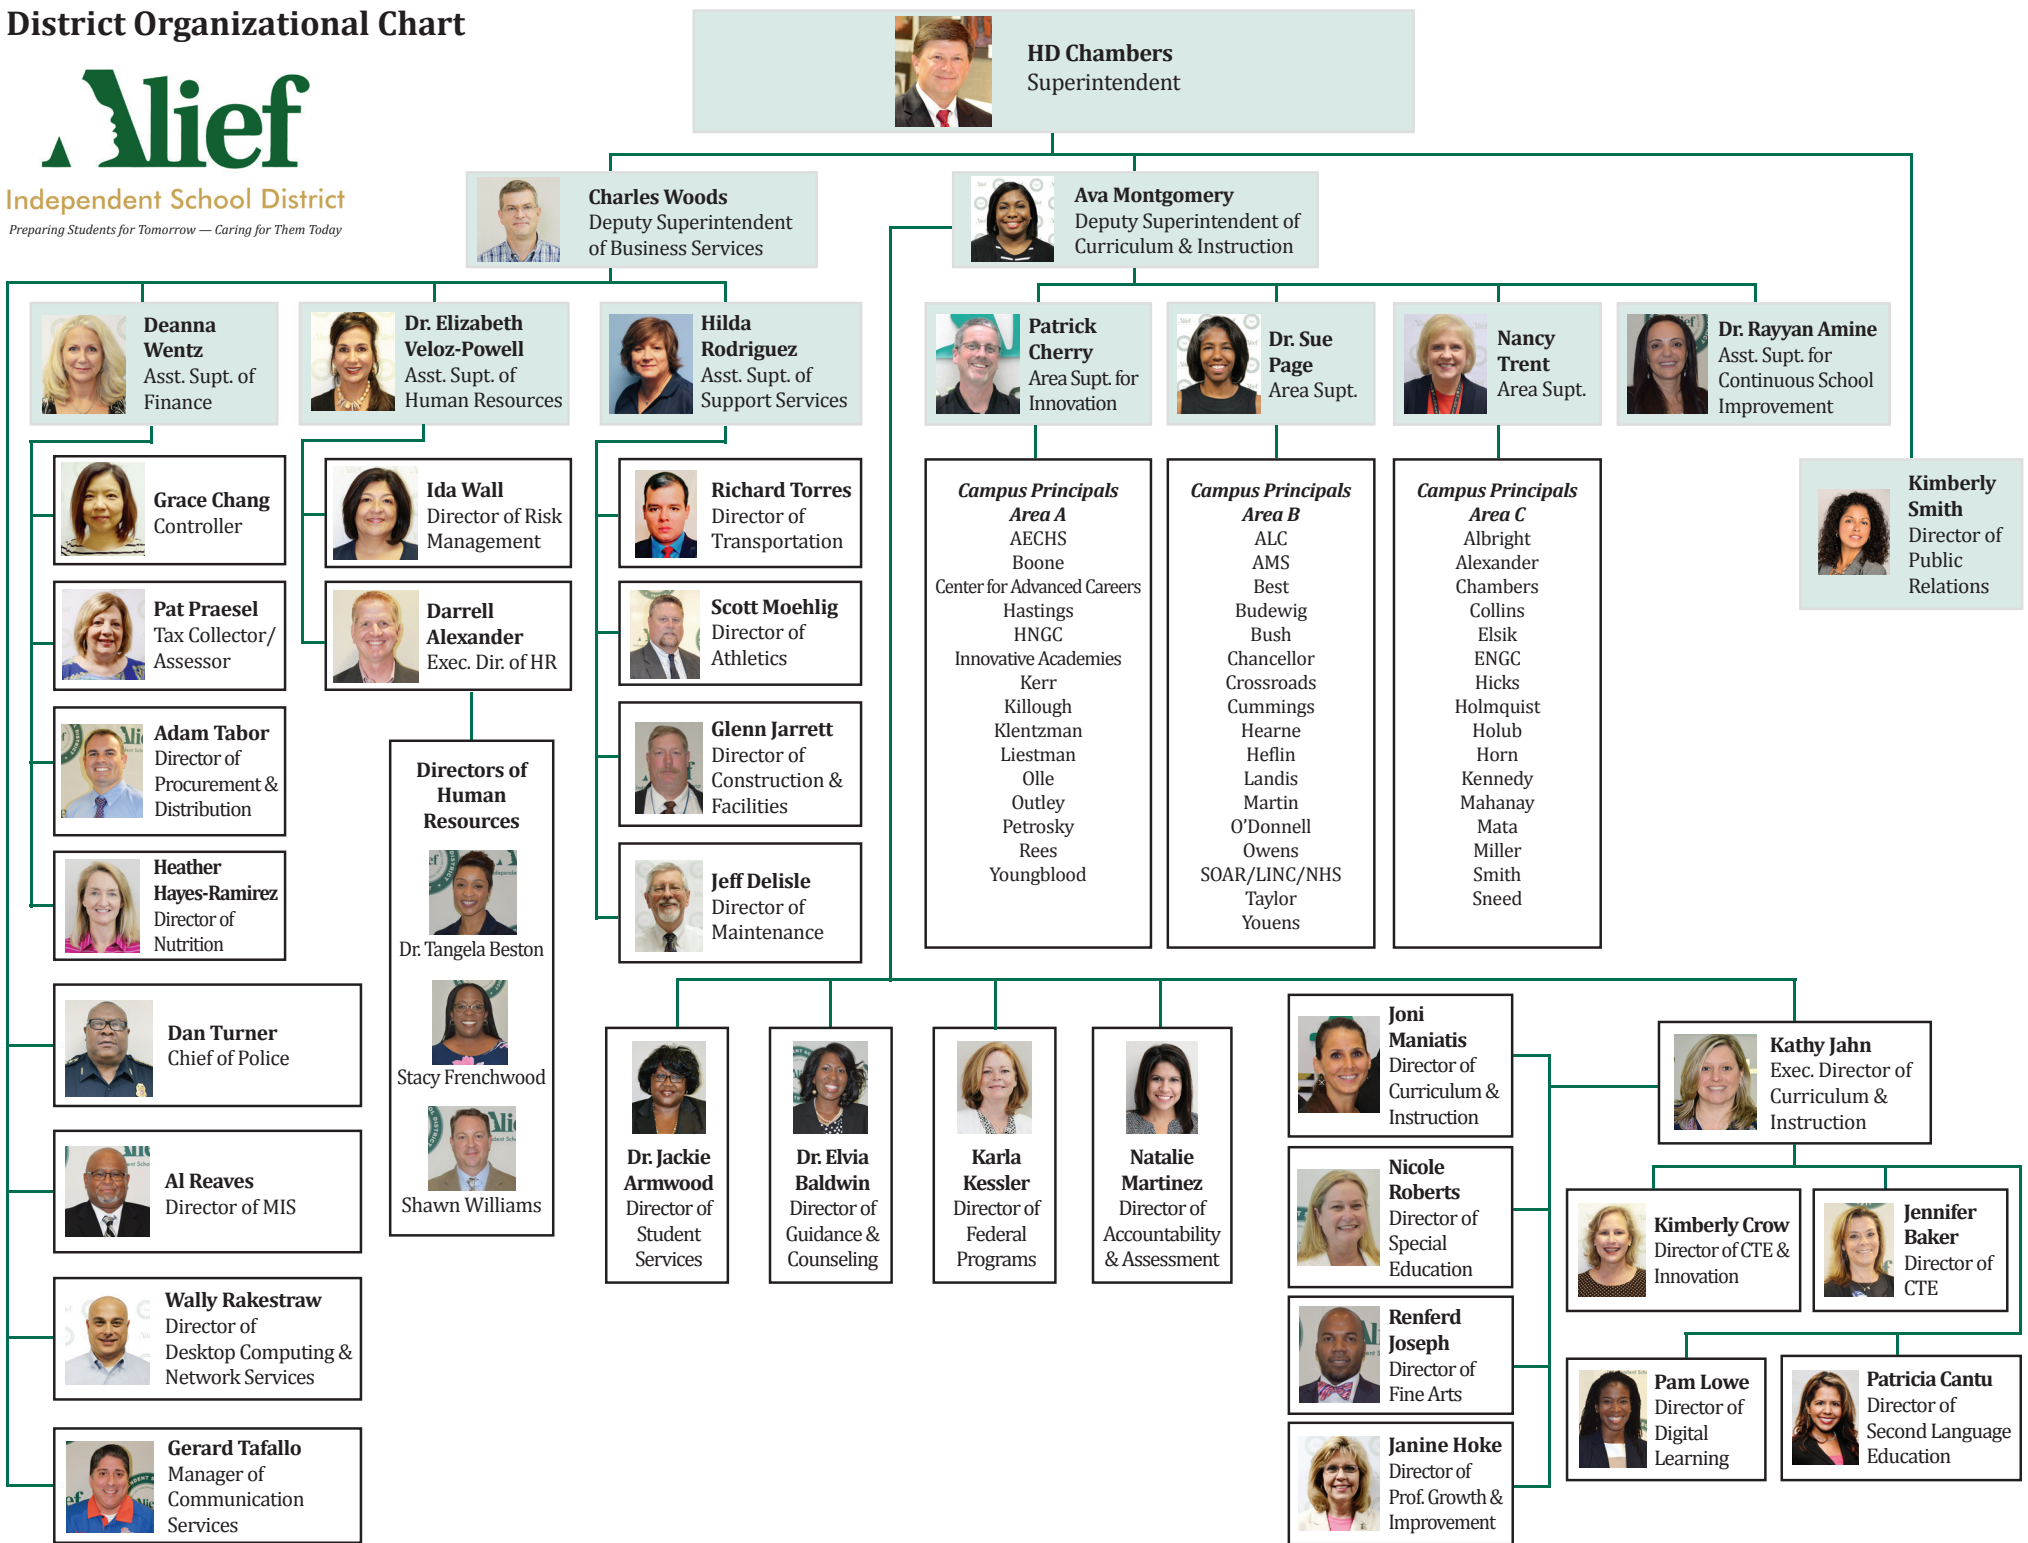 District Organizational Chart
Alief
Independent School District
Preparing Students for Tomorrow — Caring for Them Today
HD Chambers
Superintendent
Charles Woods
Deputy Superintendent
of Business Services
Ava Montgomery
Deputy Superintendent of
Curriculum & Instruction
Deanna
Wentz
Asst. Supt. of
Finance
Dr. Elizabeth
Veloz-Powell
Asst. Supt. of
Human Resources
Hilda
Rodriguez
Asst. Supt. of
Support Services
Patrick
Cherry
Area Supt. for
Innovation
Dr. Sue
Page
Area Supt.
Nancy
Trent
Area Supt.
Dr. Rayyan Amine
Asst. Supt. for
Continuous School
Improvement
Kimberly
Smith
Director of
Public
Relations
Grace Chang
Controller
Pat Praesel
Tax Collector/
Assessor
Adam Tabor
Director of
Procurement &
Distribution
Heather
Hayes-Ramirez
Director of
Nutrition
Dan Turner
Chief of Police
Al Reaves
Director of MIS
Wally Rakestraw
Director of
Desktop Computing &
Network Services
Gerard Tafallo
Manager of
Communication
Services
Ida Wall
Director of Risk
Management
Darrell
Alexander
Exec. Dir. of HR
Directors of
Human
Resources
Dr. Tangela Beston
Stacy Frenchwood
Shawn Williams
Richard Torres
Director of
Transportation
Scott Moehlig
Director of
Athletics
Glenn Jarrett
Director of
Construction &
Facilities
Jeff Delisle
Director of
Maintenance
Campus Principals
Area A
AECHS
Boone
Center for Advanced Careers
Hastings
HNGC
Innovative Academies
Kerr
Killough
Klentzman
Liestman
Olle
Outley
Petrosky
Rees
Youngblood
Campus Principals
Area B
ALC
AMS
Best
Budewig
Bush
Chancellor
Crossroads
Cummings
Hearne
Heflin
Landis
Martin
O'Donnell
Owens
SOAR/LINC/NHS
Taylor
Youens
Campus Principals
Area C
Albright
Alexander
Chambers
Collins
Elsik
ENGC
Hicks
Holmquist
Holub
Horn
Kennedy
Mahanay
Mata
Miller
Smith
Sneed
Dr. Jackie
Armwood
Director of
Student
Services
Dr. Elvia
Baldwin
Director of
Guidance &
Counseling
Karla
Kessler
Director of
Federal
Programs
Natalie
Martinez
Director of
Accountability
& Assessment
Joni
Maniatis
Director of
Curriculum &
Instruction
Nicole
Roberts
Director of
Special
Education
Renferd
Joseph
Director of
Fine Arts
Janine Hoke
Director of
Prof. Growth &
Improvement
Kathy Jahn
Exec. Director of
Curriculum &
Instruction
Kimberly Crow
Director of CTE &
Innovation
Jennifer
Baker
Director of
CTE
Pam Lowe
Director of
Digital
Learning
Patricia Cantu
Director of
Second Language
Education